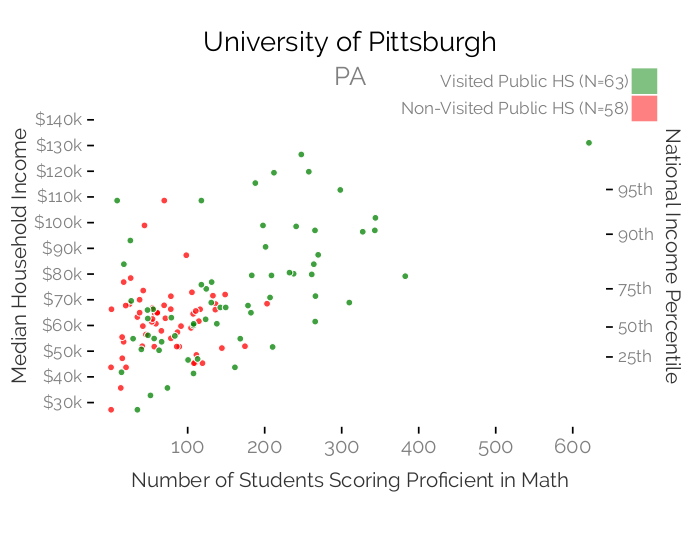 University of Pittsburgh
PA
Visited Public HS (N=63)
Non-Visited Public HS (N=58)
Median Household Income
$140k
$130k
$120k
$110k
$100k
$90k
$80k
$70k
$60k
$50k
$40k
$30k
National Income Percentile
95th
90th
75th
50th
25th
100 200 300 400 500 600
Number of Students Scoring Proficient in Math